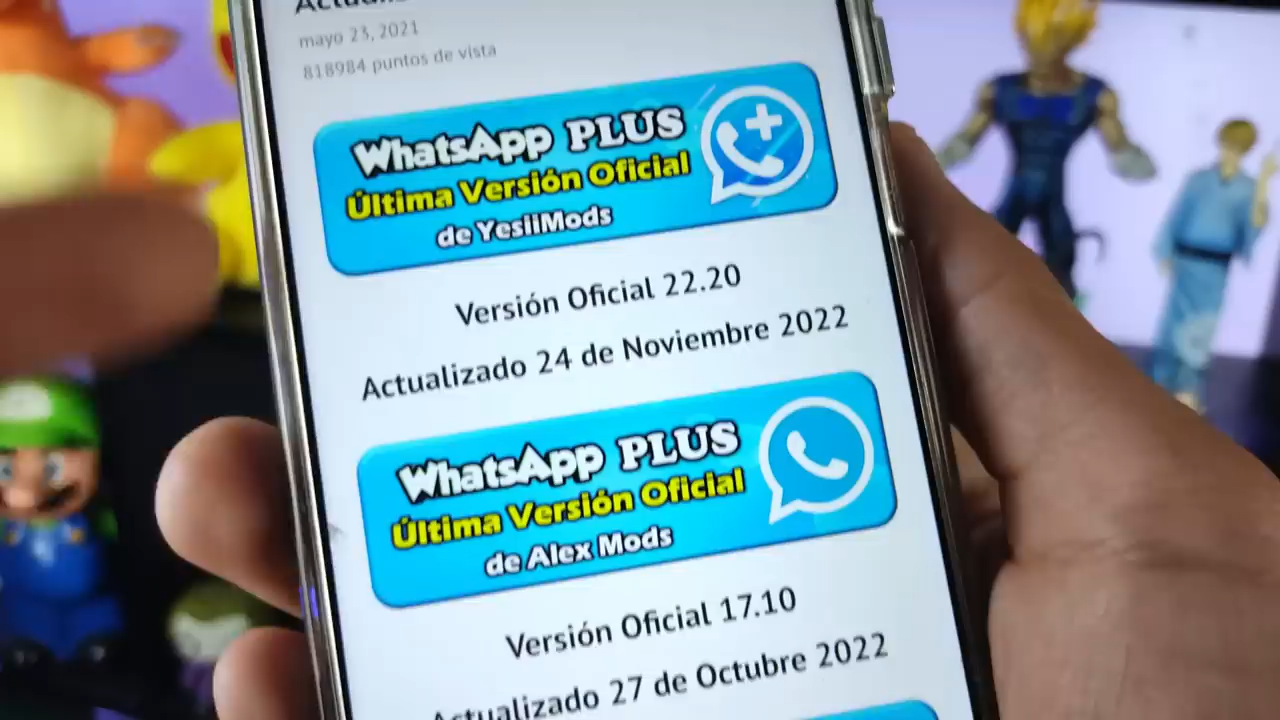 mayo 23, 2021
818984 puntos de vista
WhatsApp PLUS
Última Versión Oficial
de YesiiMods
Versión Oficial 22.20
Actualizado 24 de Noviembre 2022
WhatsApp PLUS
Última Versión Oficial
de Alex Mods
Versión Oficial 17.10
Actualizado 27 de Octubre 2022